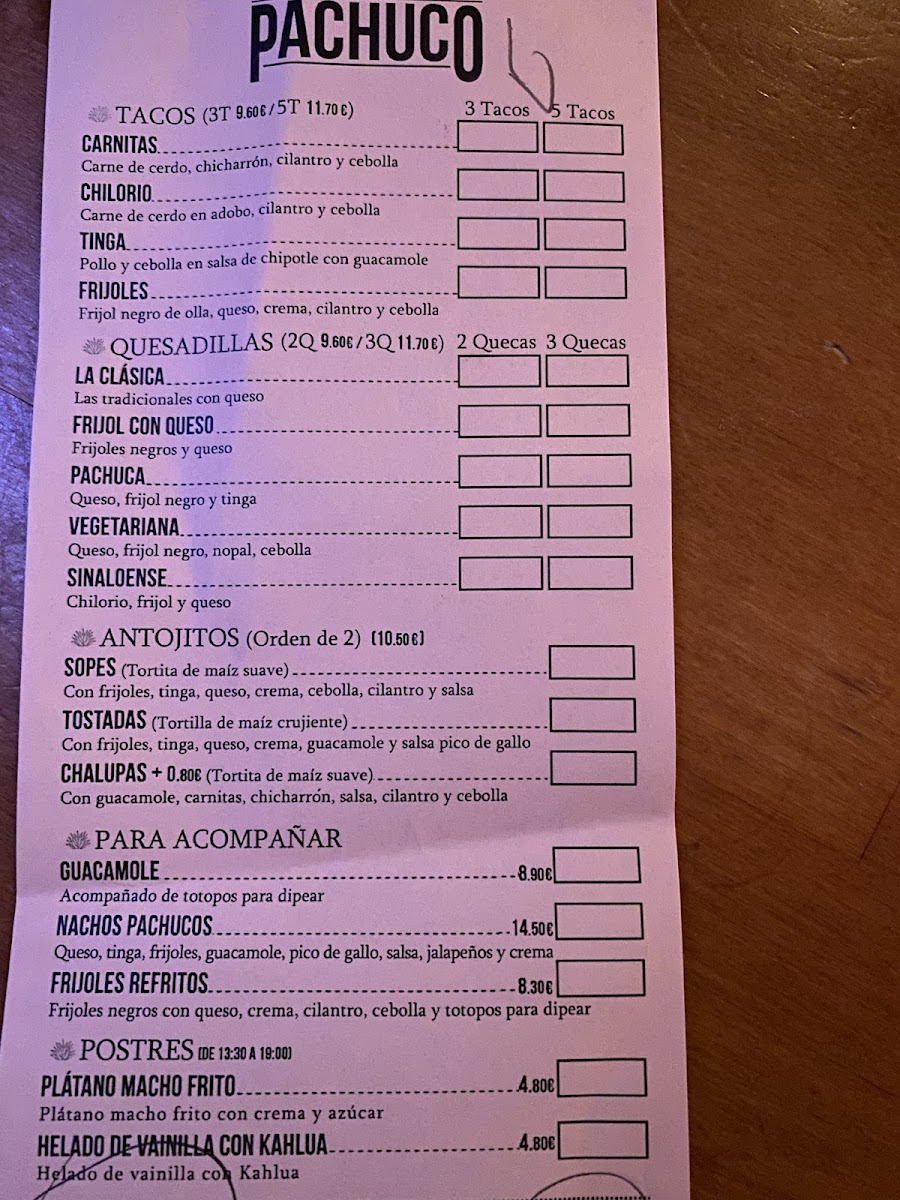 PACHUCO
TACOS (3T 9.60€/5T 11.70€) 3 Tacos 5 Tacos
CARNITAS
Carne de cerdo, chicharrón, cilantro y cebolla
CHILORIO
Carne de cerdo en adobo, cilantro y cebolla
TINGA
Pollo y cebolla en salsa de chipotle con guacamole
FRIJOLES
Frijol negro de olla, queso, crema, cilantro y cebolla
QUESADILLAS (2Q 9.60€/3Q 11.70€) 2 Quecas 3 Quecas
LA CLÁSICA
Las tradicionales con queso
FRIJOL CON QUESO
Frijoles negros y queso
PACHUCA
Queso, frijol negro y tinga
VEGETARIANA
Queso, frijol negro, nopal, cebolla
SINALOENSE
Chilorio, frijol y queso
ANTOJITOS (Orden de 2) (10.50€)
SOPES (Tortita de maíz suave)
Con frijoles, tinga, queso, crema, cebolla, cilantro y salsa
TOSTADAS (Tortilla de maíz crujiente)
Con frijoles, tinga, queso, crema, guacamole y salsa pico de gallo
CHALUPAS + 0.80€ (Tortita de maíz suave)
Con guacamole, carnitas, chicharrón, salsa, cilantro y cebolla
PARA ACOMPAÑAR
GUACAMOLE 8.90€
Acompañado de totopos para dipear
NACHOS PACHUCOS 14.50€
Queso, tinga, frijoles, guacamole, pico de gallo, salsa, jalapeños y crema
FRIJOLES REFRITOS 8.30€
Frijoles negros con queso, crema, cilantro, cebolla y totopos para dipear
POSTRES (DE 13:30 A 19:00)
PLÁTANO MACHO FRITO 4.80€
Plátano macho frito con crema y azúcar
HELADO DE VAINILLA CON KAHLUA 4.80€
Helado de vainilla con Kahlua